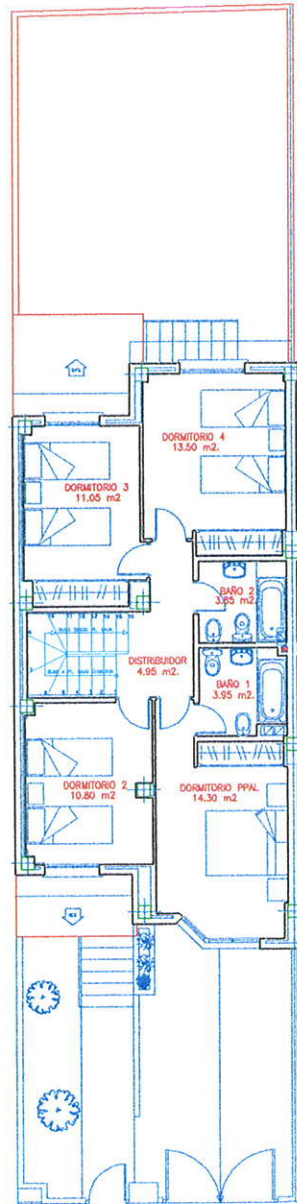 DORMITORIO 4
13.50 m2.
DORMITORIO 3
11.05 m2
BAÑO 2
3.65 m2.
DISTRIBUIDOR
4.95 m2.
BAÑO 1
3.95 m2.
DORMITORIO 2
10.80 m2
DORMITORIO PPAL
14.30 m2